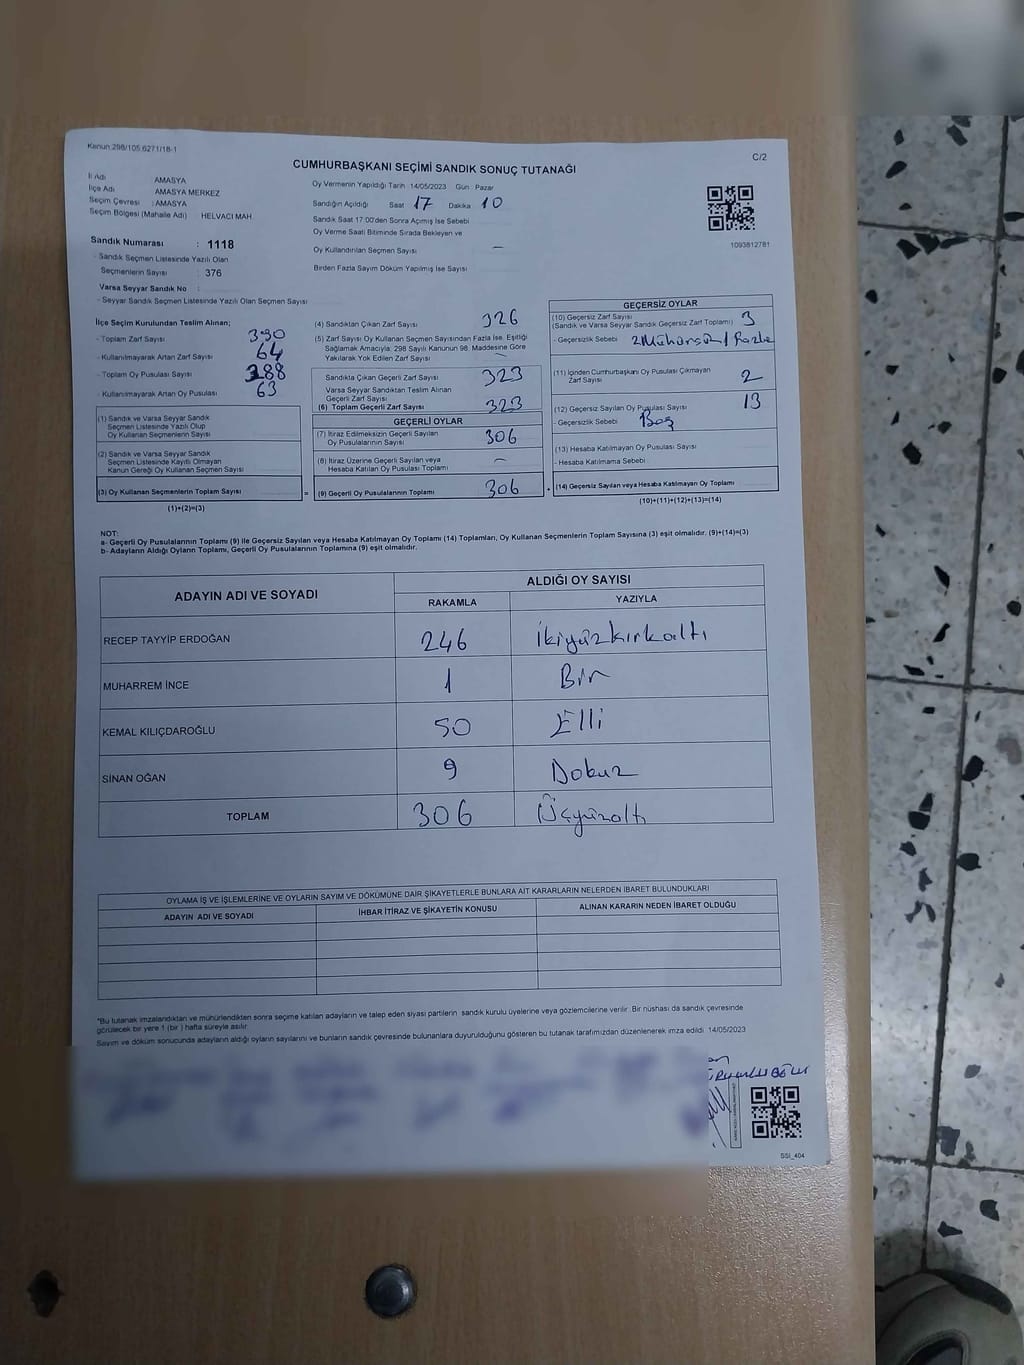 Kanun 298/105 6271/18-1
C/2
CUMHURBAŞKANI SEÇİMİ SANDIK SONUÇ TUTANAĞI
İl Adı AMASYA
İlçe Adı AMASYA MERKEZ
Seçim Çevresi : AMASYA
Seçim Bölgesi (Mahalle Adı) HELVACI MAH.
Oy Vermenin Yapıldığı Tarih 14/05/2023 Gün : Pazar
Sandığın Açıldığı Saat 17 Dakika 10
Sandık Saat 17:00'den Sonra Açılmış İse Sebebi
Oy Verme Saati Bitiminde Sırada Bekleyen ve
Oy Kullandırılan Seçmen Sayısı –
Birden Fazla Sayım Döküm Yapılmış İse Sayısı
1093812781
Sandık Numarası : 1118
- Sandık Seçmen Listesinde Yazılı Olan
Seçmenlerin Sayısı : 376
Varsa Seyyar Sandık No :
- Seyyar Sandık Seçmen Listesinde Yazılı Olan Seçmen Sayısı
İlçe Seçim Kurulundan Teslim Alınan;
- Toplam Zarf Sayısı 390
- Kullanılmayarak Artan Zarf Sayısı 64
- Toplam Oy Pusulası Sayısı 388
- Kullanılmayarak Artan Oy Pusulası 63
(1) Sandık ve Varsa Seyyar Sandık
Seçmen Listesinde Yazılı Olup
Oy Kullanan Seçmenlerin Sayısı
(2) Sandık ve Varsa Seyyar Sandık
Seçmen Listesinde Kayıtlı Olmayan
Kanun Gereği Oy Kullanan Seçmen Sayısı
(3) Oy Kullanan Seçmenlerin Toplam Sayısı
(1)+(2)=(3)
(4) Sandıktan Çıkan Zarf Sayısı 326
(5) Zarf Sayısı Oy Kullanan Seçmen Sayısından Fazla İse, Eşitliği
Sağlamak Amacıyla; 298 Sayılı Kanunun 98. Maddesine Göre
Yakılarak Yok Edilen Zarf Sayısı –
Sandıkta Çıkan Geçerli Zarf Sayısı 323
Varsa Seyyar Sandıktan Teslim Alınan
Geçerli Zarf Sayısı
(6) Toplam Geçerli Zarf Sayısı 323
GEÇERLİ OYLAR
(7) İtiraz Edilmeksizin Geçerli Sayılan
Oy Pusulalarının Sayısı 306
(8) İtiraz Üzerine Geçerli Sayılan veya
Hesaba Katılan Oy Pusulası Toplamı –
= (9) Geçerli Oy Pusulalarının Toplamı 306
GEÇERSİZ OYLAR
(10) Geçersiz Zarf Sayısı 3
(Sandık ve Varsa Seyyar Sandık Geçersiz Zarf Toplamı)
- Geçersizlik Sebebi 2 Mühürsüz 1 Fazla
(11) İçinden Cumhurbaşkanı Oy Pusulası Çıkmayan
Zarf Sayısı 2
(12) Geçersiz Sayılan Oy Pusulası Sayısı 13
- Geçersizlik Sebebi Boş
(13) Hesaba Katılmayan Oy Pusulası Sayısı
- Hesaba Katılmama Sebebi
+ (14) Geçersiz Sayılan veya Hesaba Katılmayan Oy Toplamı
(10)+(11)+(12)+(13)=(14)
NOT:
a- Geçerli Oy Pusulalarının Toplamı (9) ile Geçersiz Sayılan veya Hesaba Katılmayan Oy Toplamı (14) Toplamları, Oy Kullanan Seçmenlerin Toplam Sayısına (3) eşit olmalıdır. (9)+(14)=(3)
b- Adayların Aldığı Oyların Toplamı, Geçerli Oy Pusulalarının Toplamına (9) eşit olmalıdır.
ADAYIN ADI VE SOYADI
ALDIĞI OY SAYISI
RAKAMLA YAZIYLA
RECEP TAYYİP ERDOĞAN 246 İkiyüzkırkaltı
MUHARREM İNCE 1 Bir
KEMAL KILIÇDAROĞLU 50 Elli
SİNAN OĞAN 9 Dokuz
TOPLAM 306 Üçyüzaltı
OYLAMA İŞ VE İŞLEMLERİNE VE OYLARIN SAYIM VE DÖKÜMÜNE DAİR ŞİKAYETLERLE BUNLARA AİT KARARLARIN NELERDEN İBARET BULUNDUKLARI
ADAYIN ADI VE SOYADI İHBAR İTİRAZ VE ŞİKAYETİN KONUSU ALINAN KARARIN NEDEN İBARET OLDUĞU
*Bu tutanak imzalandıktan ve mühürlendikten sonra seçime katılan adayların ve talep eden siyasi partilerin sandık kurulu üyelerine veya gözlemcilerine verilir. Bir nüshası da sandık çevresinde
görülecek bir yere 1 (bir) hafta süreyle asılır.
Sayım ve döküm sonucunda adayların aldığı oyların sayılarını ve bunların sandık çevresinde bulunanlara duyurulduğunu gösteren bu tutanak tarafımızdan düzenlenerek imza edildi. 14/05/2023
SSİ_404